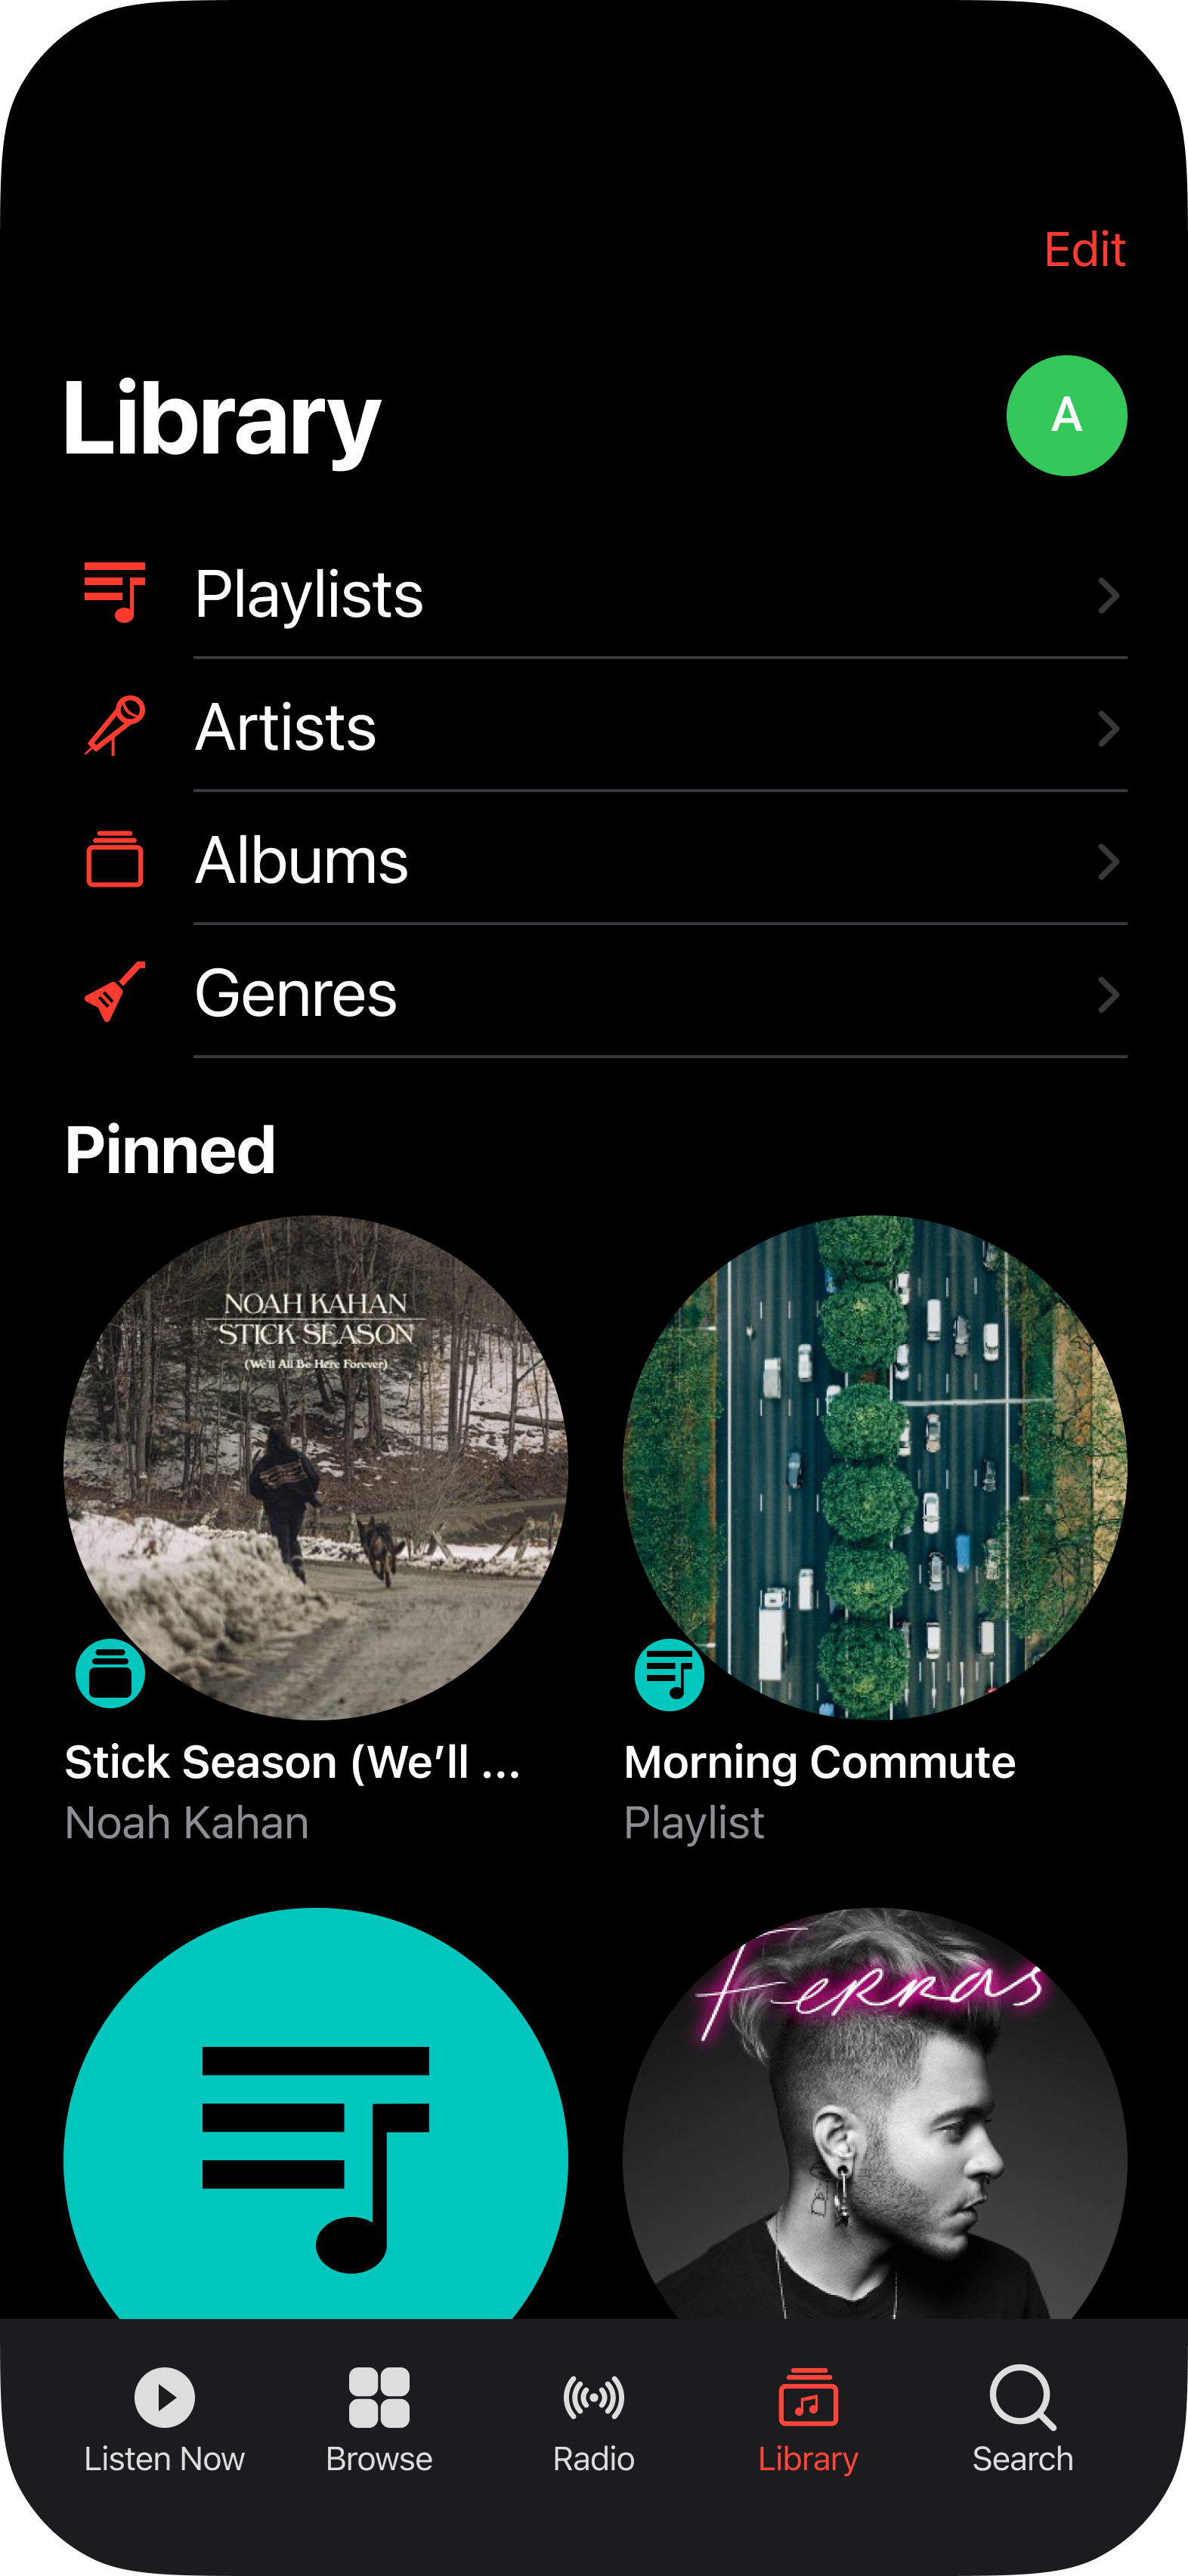 Edit
Library
A
Playlists
Artists
Albums
Genres
Pinned
NOAH KAHAN
STICK SEASON
(We'll All Be Here Forever)
Stick Season (We’ll ...
Noah Kahan
Morning Commute
Playlist
Ferras
Listen Now
Browse
Radio
Library
Search